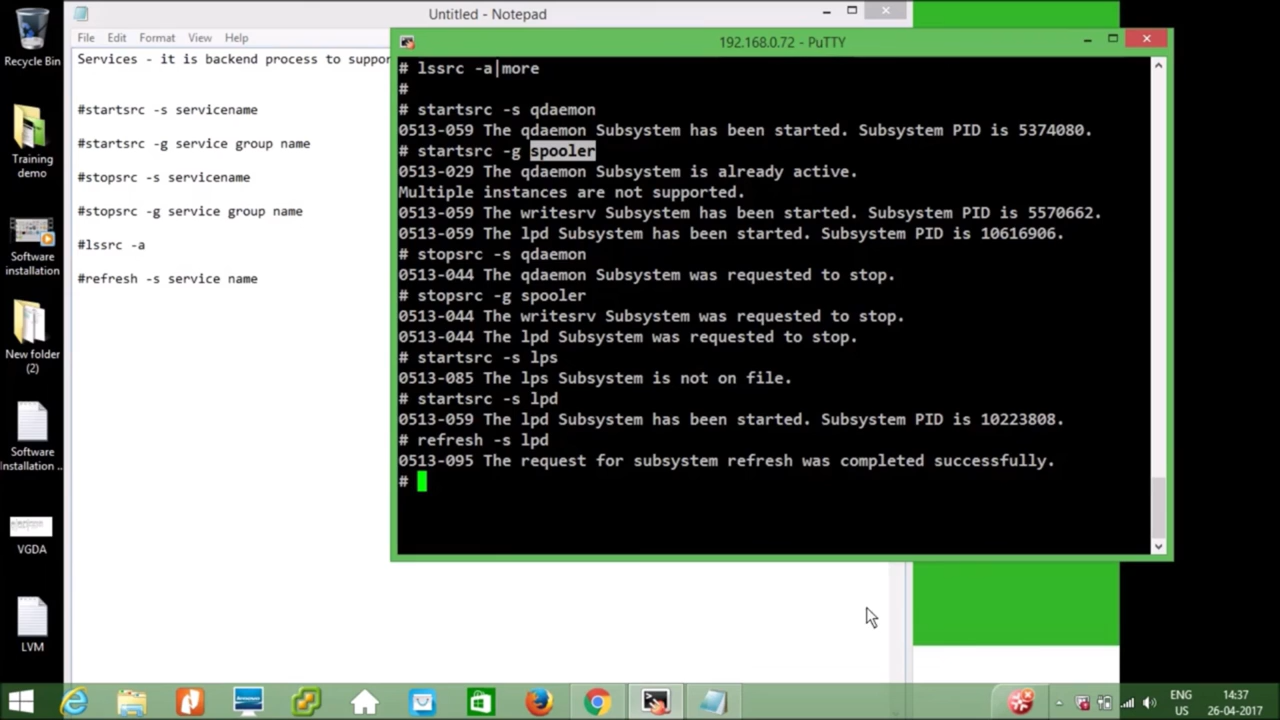 Recycle Bin
Training
demo
Software
installation
New folder
(2)
Software
Installation ..
VGDA
LVM
Untitled - Notepad
File Edit Format View Help
Services - it is backend process to suppor
#startsrc -s servicename
#startsrc -g service group name
#stopsrc -s servicename
#stopsrc -g service group name
#lssrc -a
#refresh -s service name
192.168.0.72 - PuTTY
# lssrc -a|more
#
# startsrc -s qdaemon
0513-059 The qdaemon Subsystem has been started. Subsystem PID is 5374080.
# startsrc -g spooler
0513-029 The qdaemon Subsystem is already active.
Multiple instances are not supported.
0513-059 The writesrv Subsystem has been started. Subsystem PID is 5570662.
0513-059 The lpd Subsystem has been started. Subsystem PID is 10616906.
# stopsrc -s qdaemon
0513-044 The qdaemon Subsystem was requested to stop.
# stopsrc -g spooler
0513-044 The writesrv Subsystem was requested to stop.
0513-044 The lpd Subsystem was requested to stop.
# startsrc -s lps
0513-085 The lps Subsystem is not on file.
# startsrc -s lpd
0513-059 The lpd Subsystem has been started. Subsystem PID is 10223808.
# refresh -s lpd
0513-095 The request for subsystem refresh was completed successfully.
#
ENG
US
14:37
26-04-2017